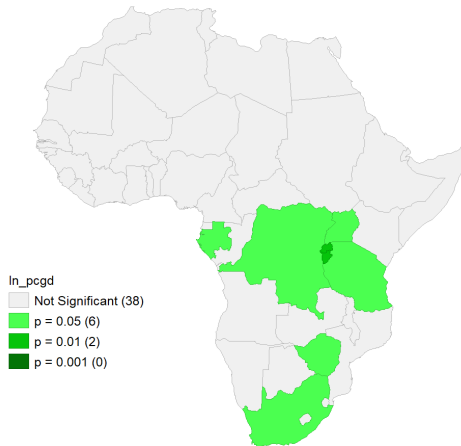 ln_pcgd
Not Significant (38)
p = 0.05 (6)
p = 0.01 (2)
p = 0.001 (0)